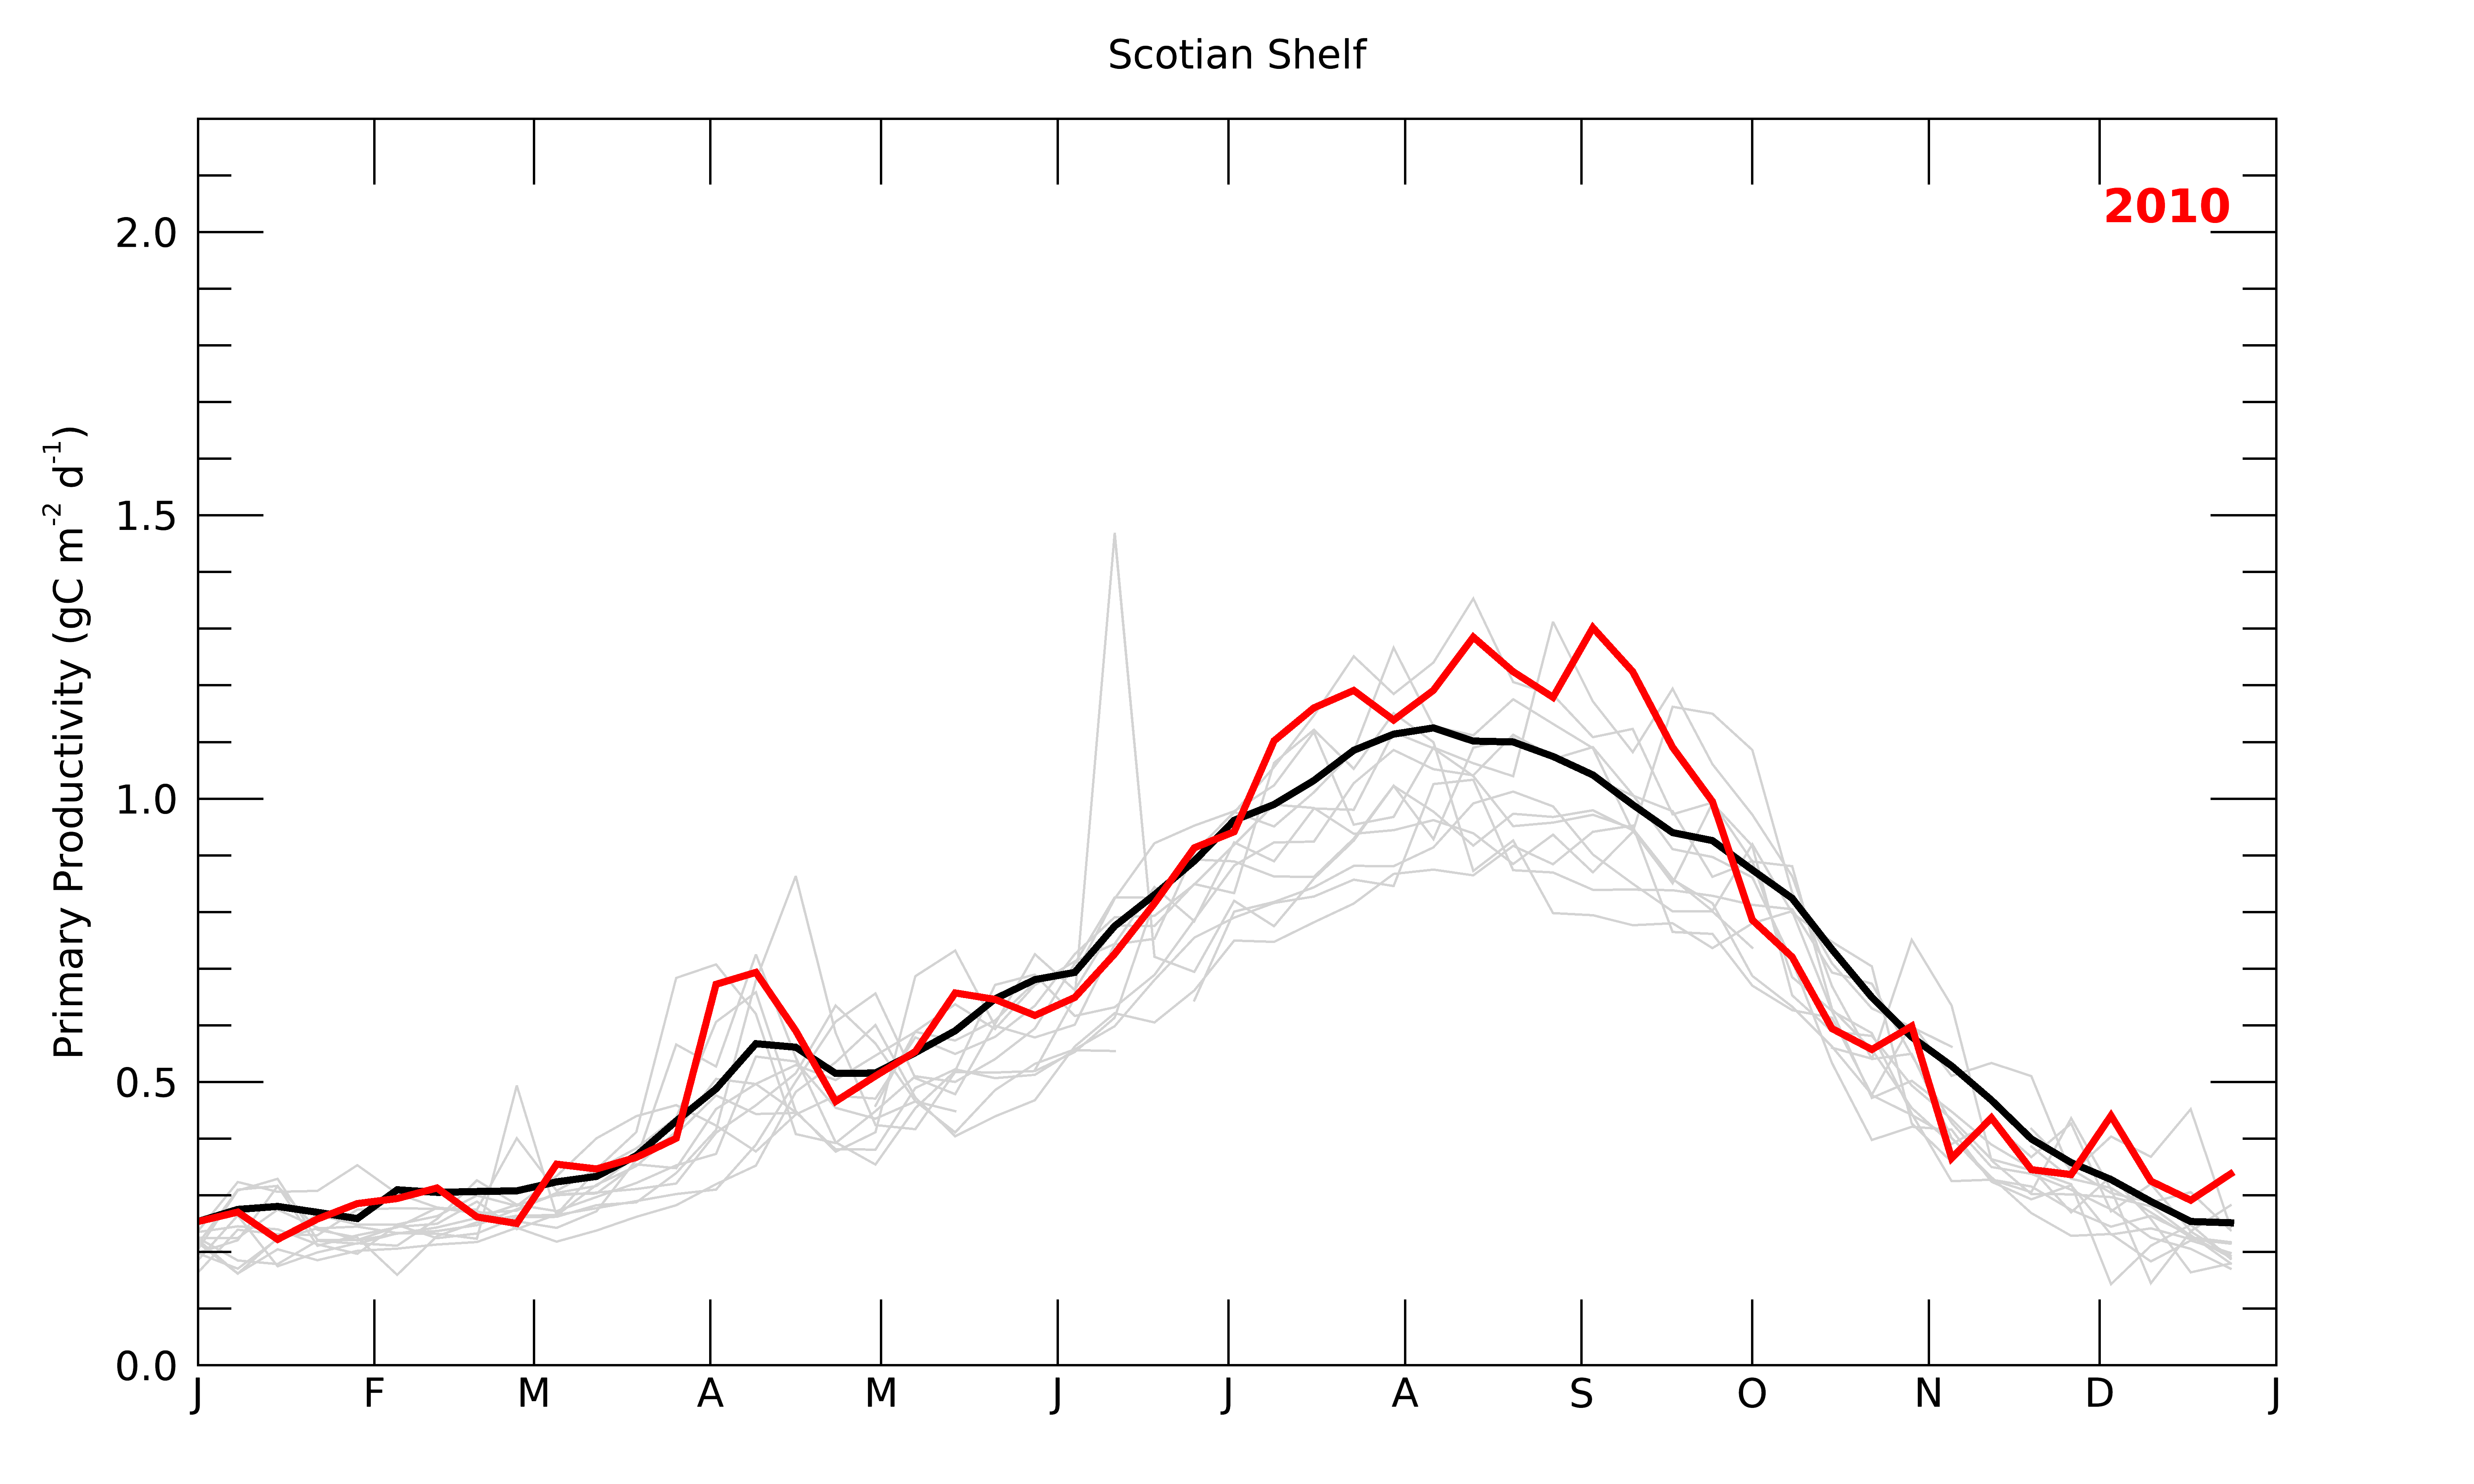 Scotian Shelf
2010
Primary Productivity (gC m-2 d-1)
2.0
1.5
1.0
0.5
0.0
J F M A M J J A S O N D J